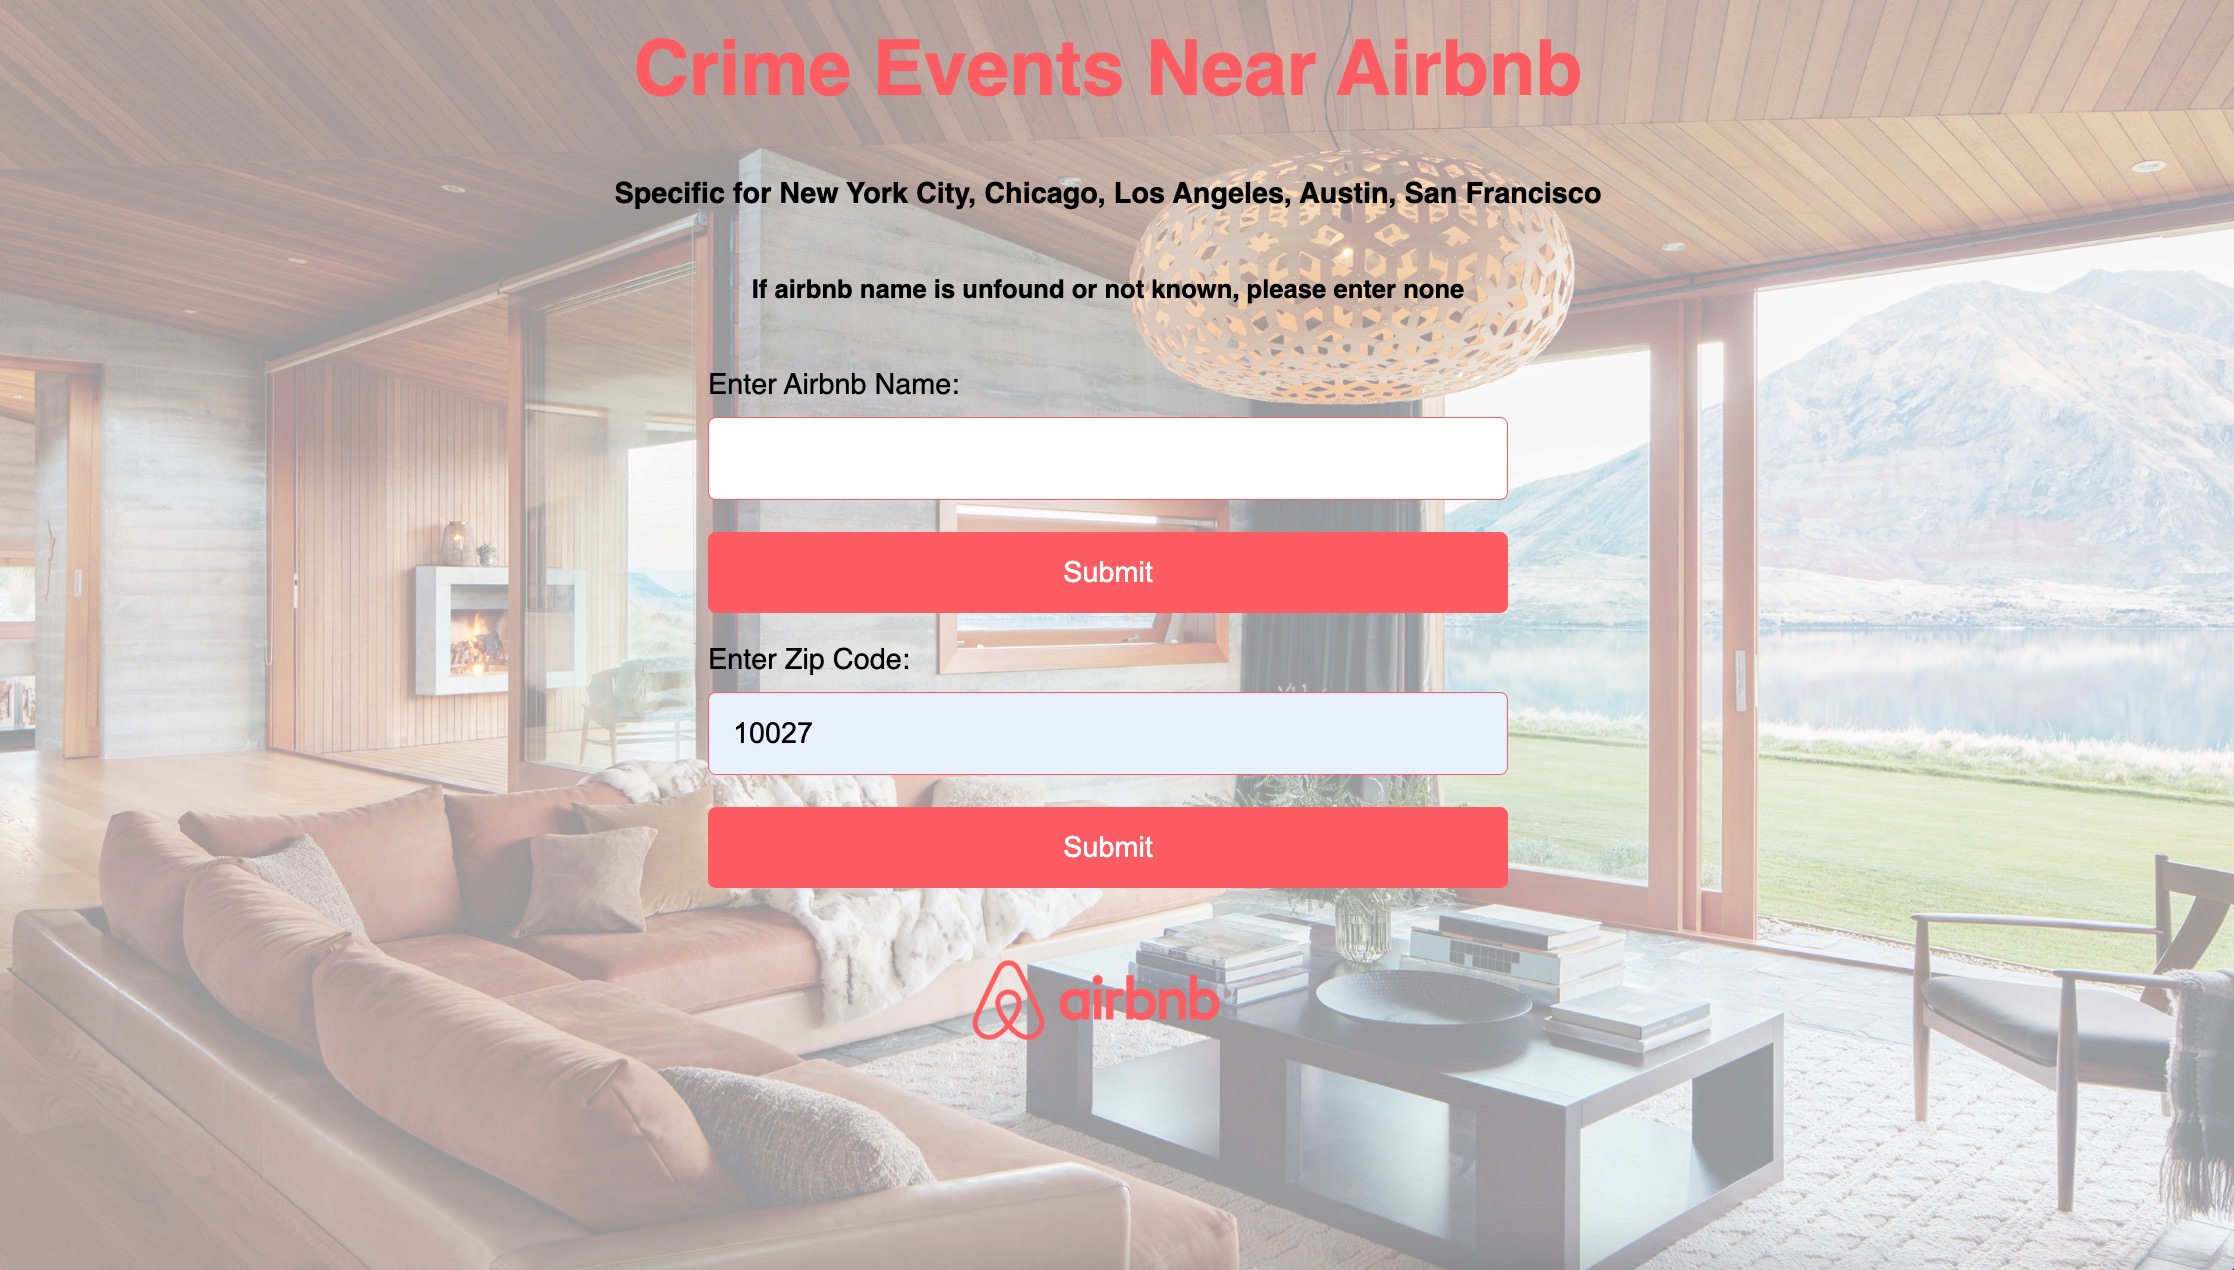 Crime Events Near Airbnb
Specific for New York City, Chicago, Los Angeles, Austin, San Francisco
If airbnb name is unfound or not known, please enter none
Enter Airbnb Name:
Submit
Enter Zip Code:
10027
Submit
airbnb